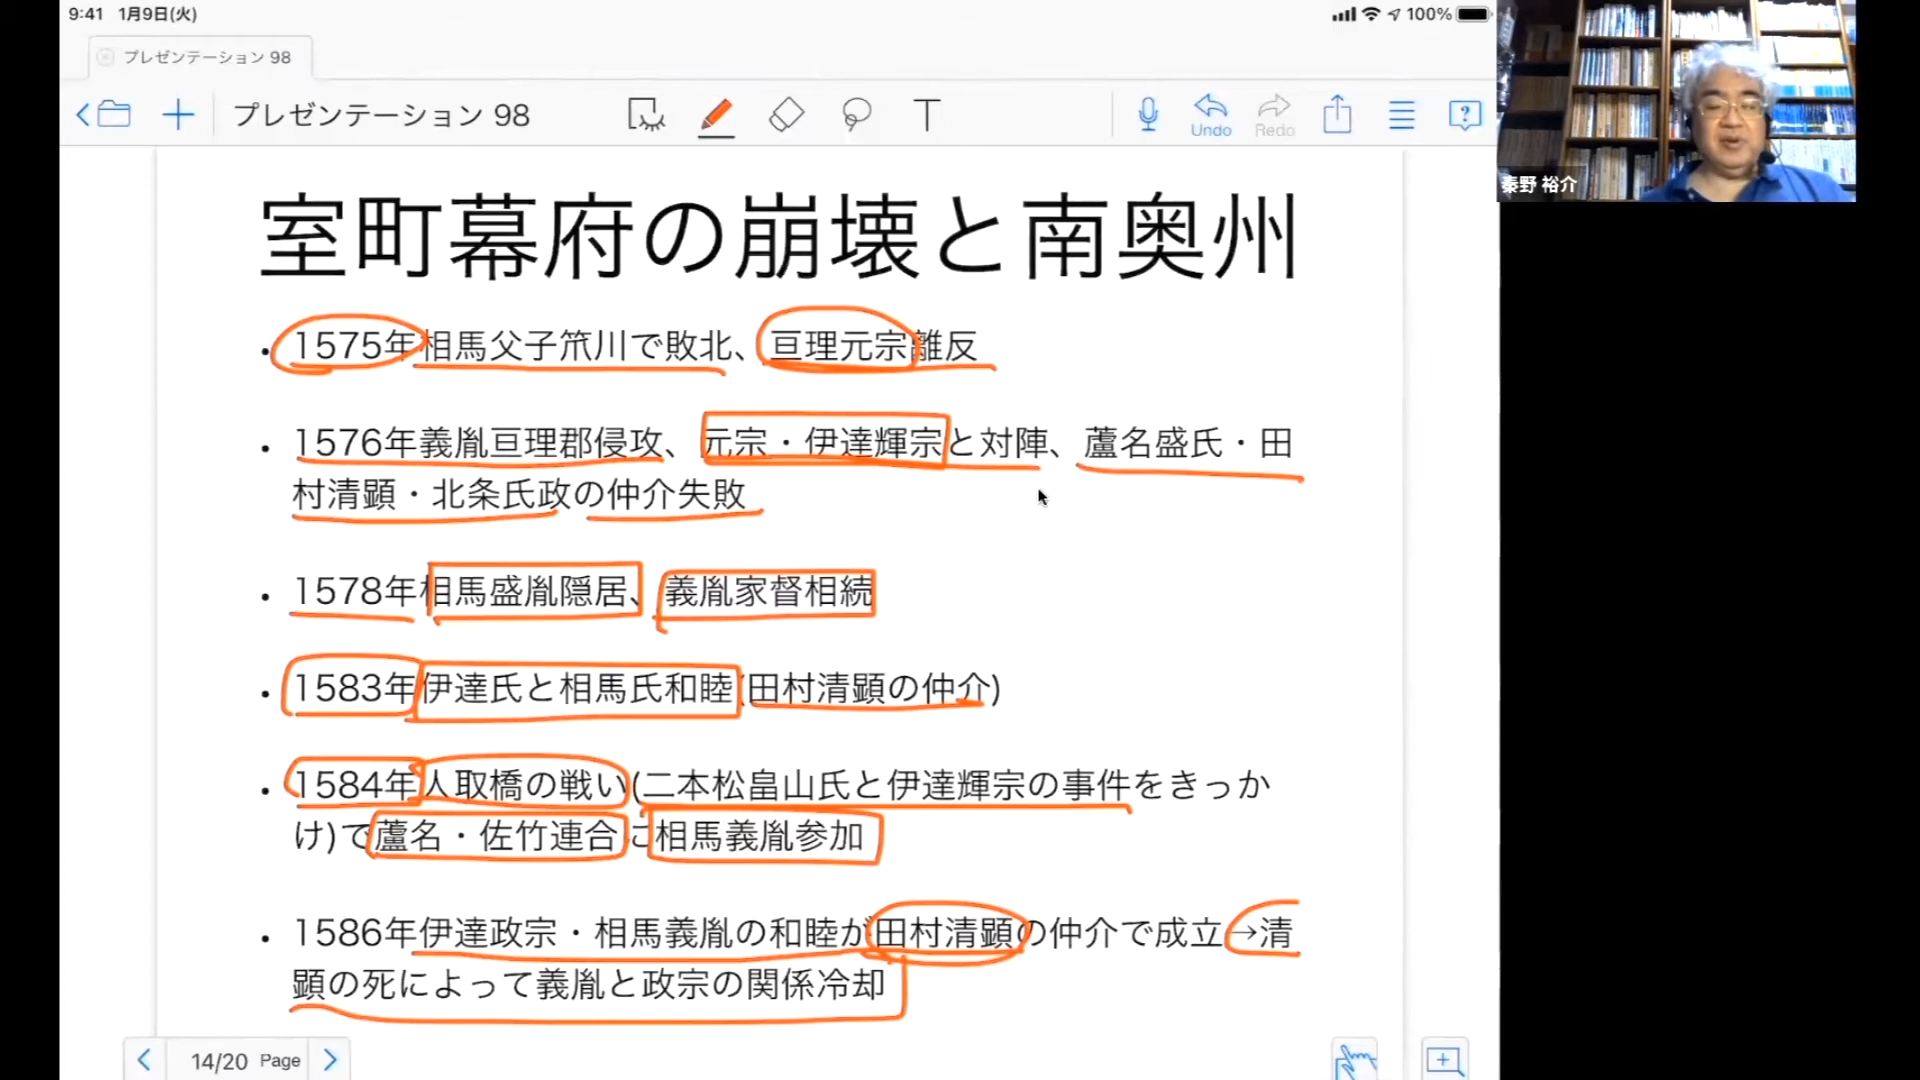 9:41 1月9日(火)
100%
プレゼンテーション 98
プレゼンテーション 98
T
Undo
Redo
秦野 裕介
室町幕府の崩壊と南奥州
• 1575年相馬父子笊川で敗北、亘理元宗離反
• 1576年義胤亘理郡侵攻、元宗・伊達輝宗と対陣、蘆名盛氏・田
村清顕・北条氏政の仲介失敗
• 1578年相馬盛胤隠居、義胤家督相続
• 1583年伊達氏と相馬氏和睦(田村清顕の仲介)
• 1584年人取橋の戦い(二本松畠山氏と伊達輝宗の事件をきっか
け)で蘆名・佐竹連合に相馬義胤参加
• 1586年伊達政宗・相馬義胤の和睦が田村清顕の仲介で成立→清
顕の死によって義胤と政宗の関係冷却
14/20 Page